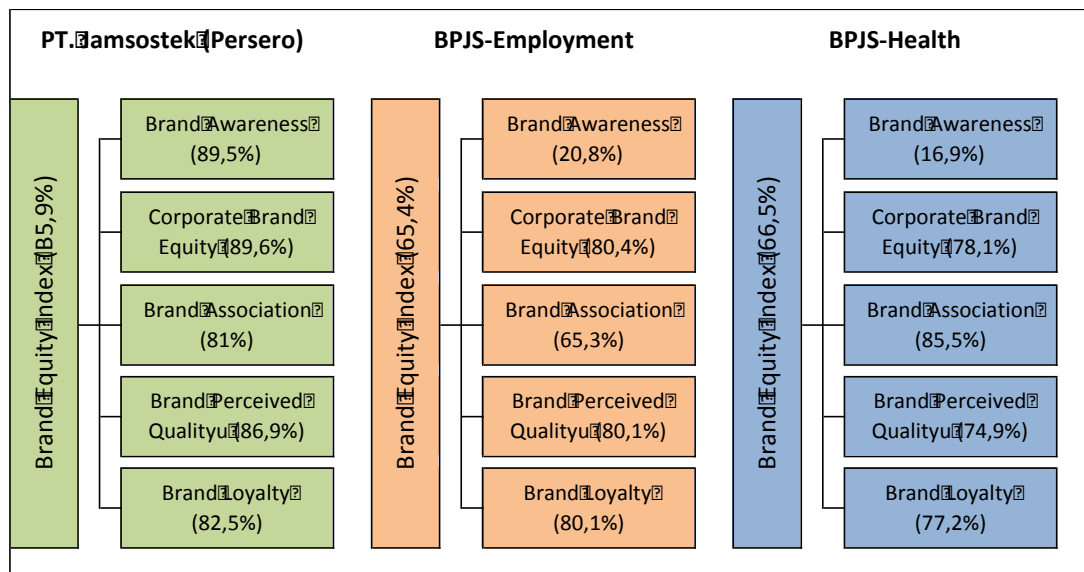 PT. Jamsostek (Persero)
Brand Equity Index (B5,9%)
Brand Awareness
(89,5%)
Corporate Brand
Equity (89,6%)
Brand Association
(81%)
Brand Perceived
Qualityu (86,9%)
Brand Loyalty
(82,5%)
BPJS-Employment
Brand Equity Index (65,4%)
Brand Awareness
(20,8%)
Corporate Brand
Equity (80,4%)
Brand Association
(65,3%)
Brand Perceived
Qualityu (80,1%)
Brand Loyalty
(80,1%)
BPJS-Health
Brand Equity Index (66,5%)
Brand Awareness
(16,9%)
Corporate Brand
Equity (78,1%)
Brand Association
(85,5%)
Brand Perceived
Qualityu (74,9%)
Brand Loyalty
(77,2%)